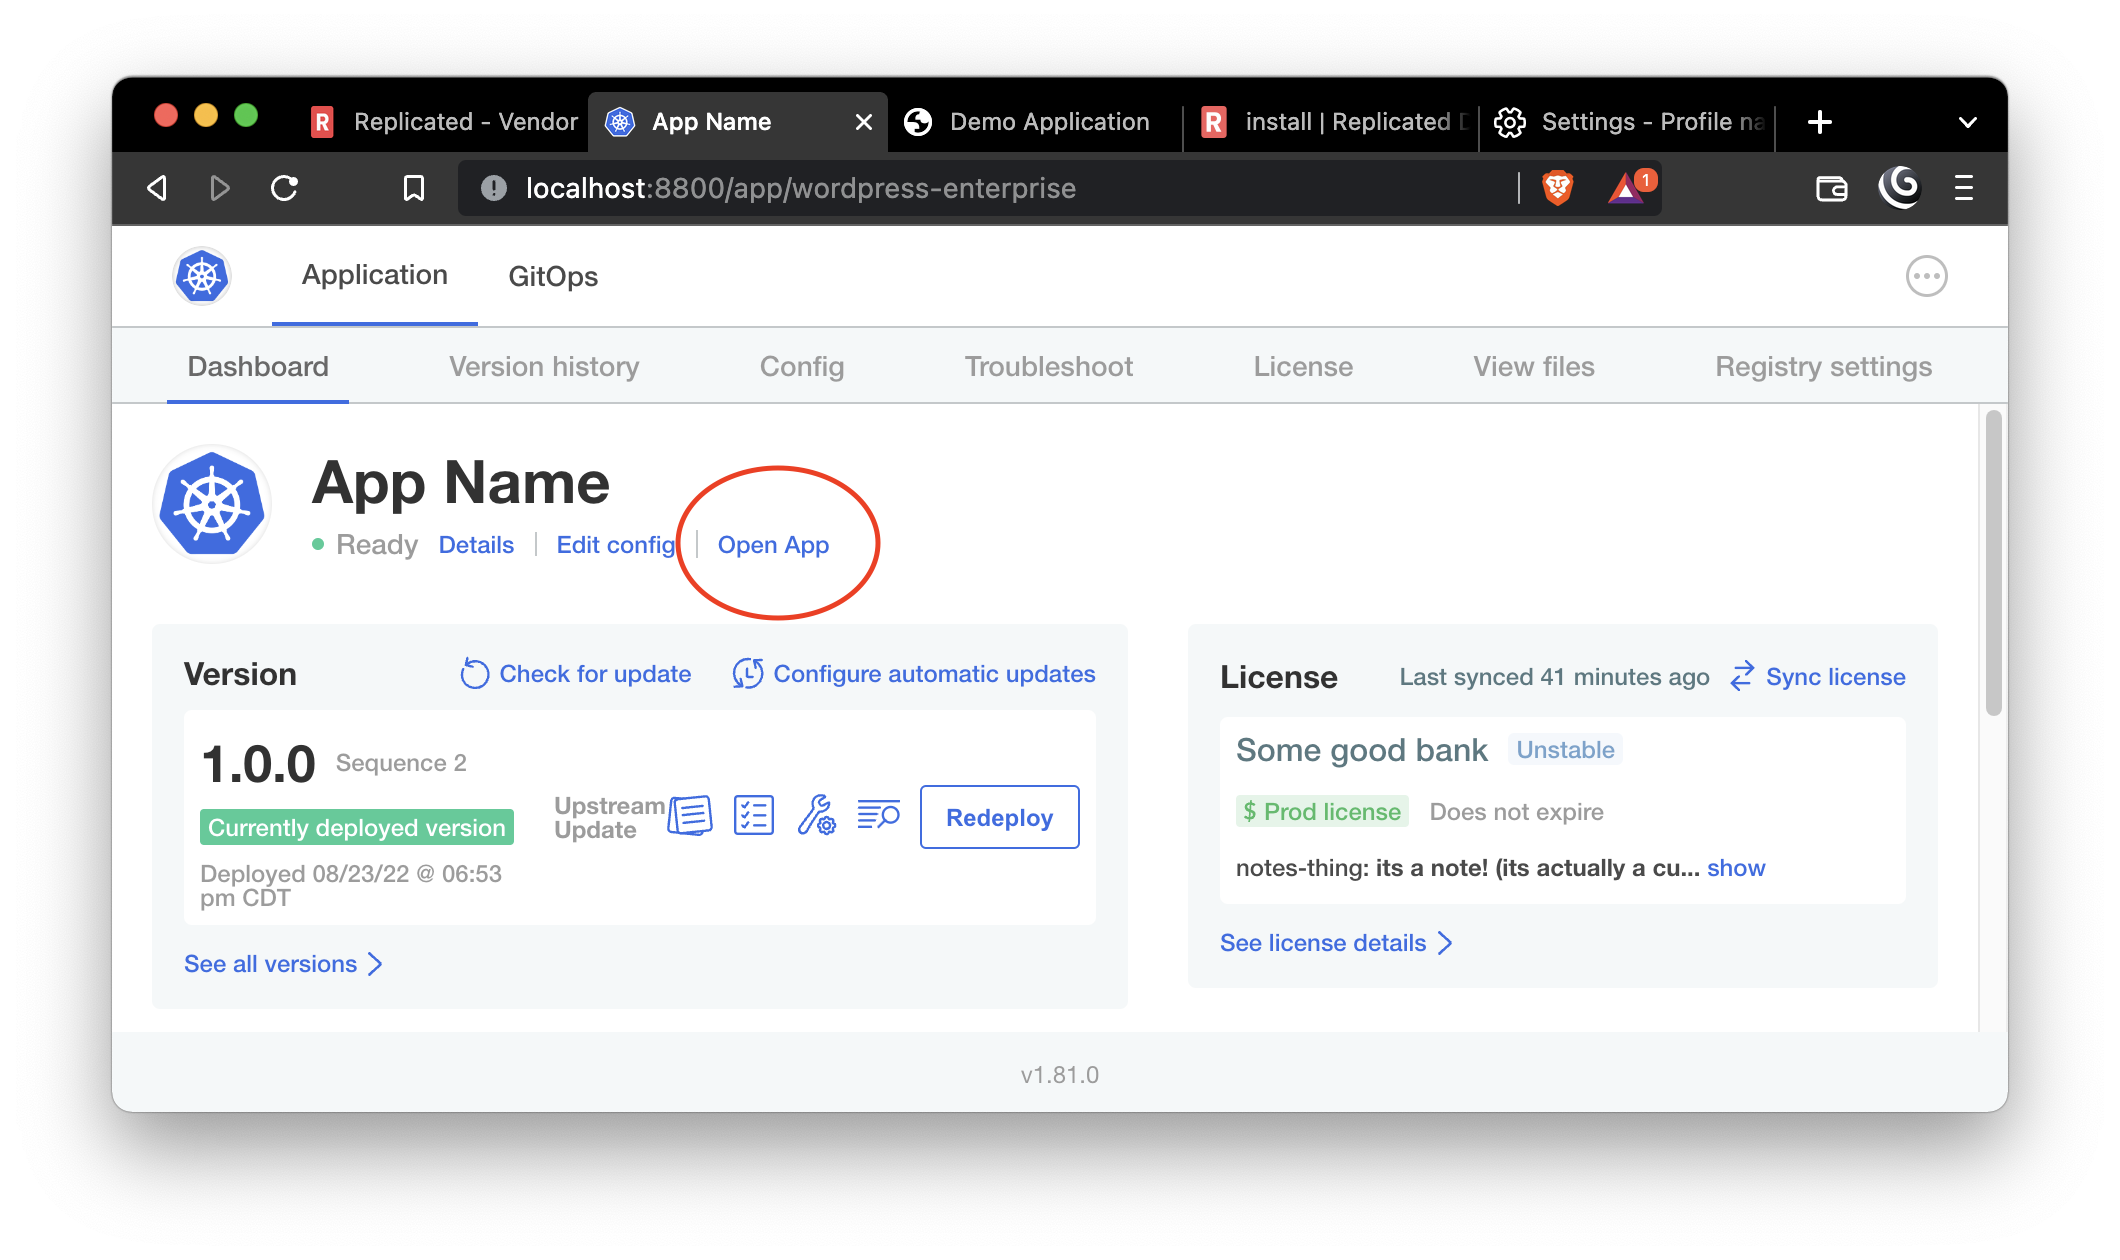 Replicated - Vendor
App Name
Demo Application
install | Replicated D
Settings - Profile na
localhost:8800/app/wordpress-enterprise
1
Application
GitOps
Dashboard
Version history
Config
Troubleshoot
License
View files
Registry settings
App Name
Ready
Details
Edit config
Open App
Version
Check for update
Configure automatic updates
1.0.0
Sequence 2
Currently deployed version
Deployed 08/23/22 @ 06:53
pm CDT
Upstream
Update
Redeploy
See all versions
License
Last synced 41 minutes ago
Sync license
Some good bank
Unstable
$ Prod license
Does not expire
notes-thing: its a note! (its actually a cu... show
See license details
v1.81.0